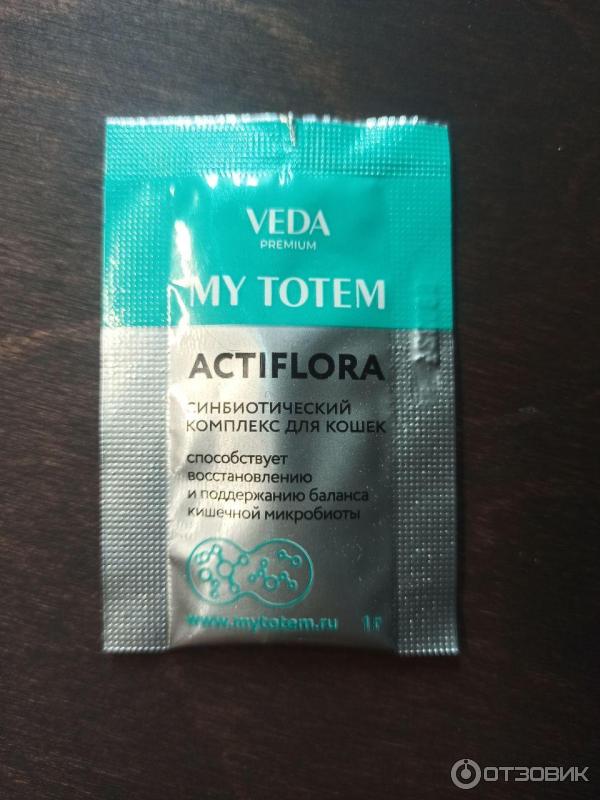 VEDA
PREMIUM
MY TOTEM
ACTIFLORA
СИНБИОТИЧЕСКИЙ
КОМПЛЕКС ДЛЯ КОШЕК
способствует
восстановлению
и поддержанию баланса
кишечной микробиоты
www.mytotem.ru 1 г
ОТЗОВИК